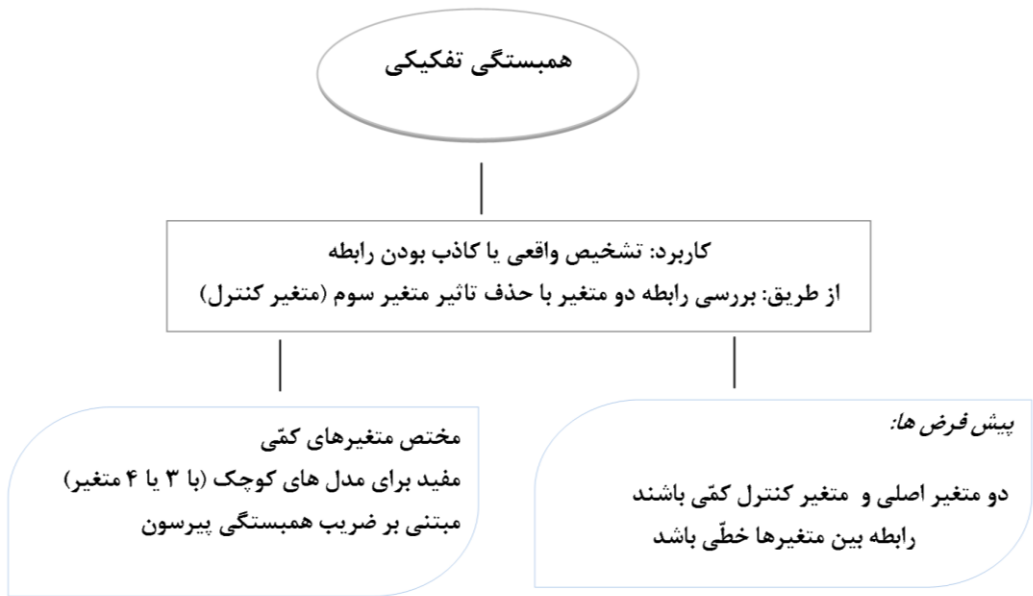 همبستگی تفکیکی
کاربرد: تشخیص واقعی یا کاذب بودن رابطه
از طریق: بررسی رابطه دو متغیر با حذف تاثیر متغیر سوم (متغیر کنترل)
پیش فرض ها:
دو متغیر اصلی و متغیر کنترل کمّی باشند
رابطه بین متغیرها خطّی باشد
مختص متغیرهای کمّی
مفید برای مدل های کوچک (با ۳ یا ۴ متغیر)
مبتنی بر ضریب همبستگی پیرسون